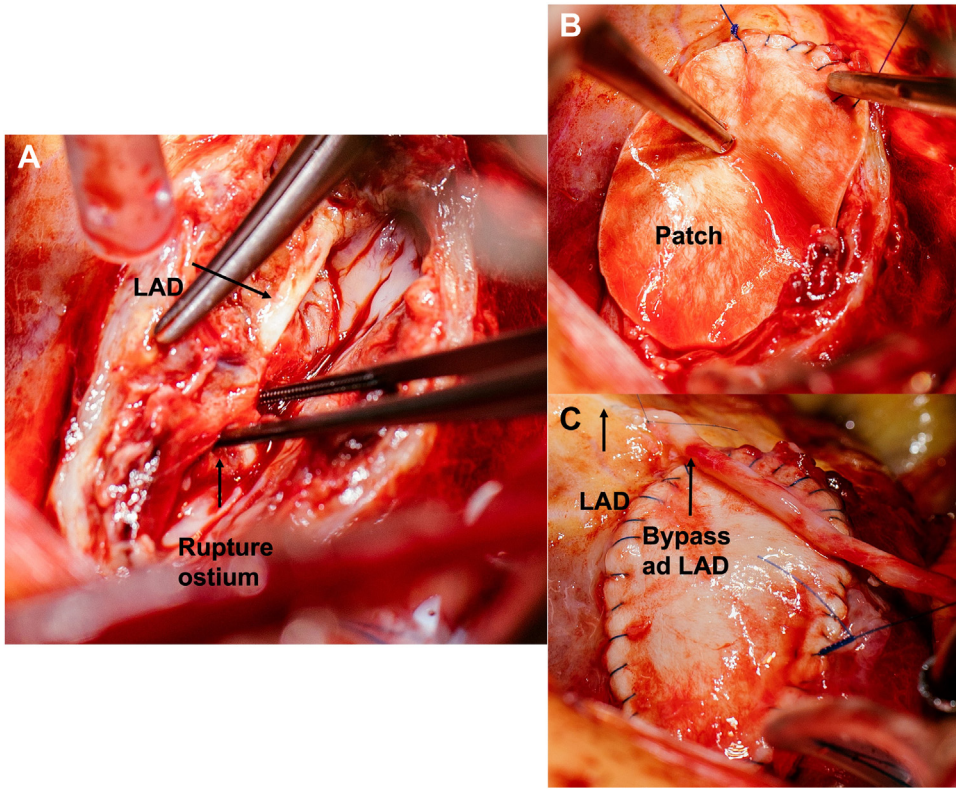 A
LAD
Rupture
ostium
B
Patch
C
LAD
Bypass
ad LAD